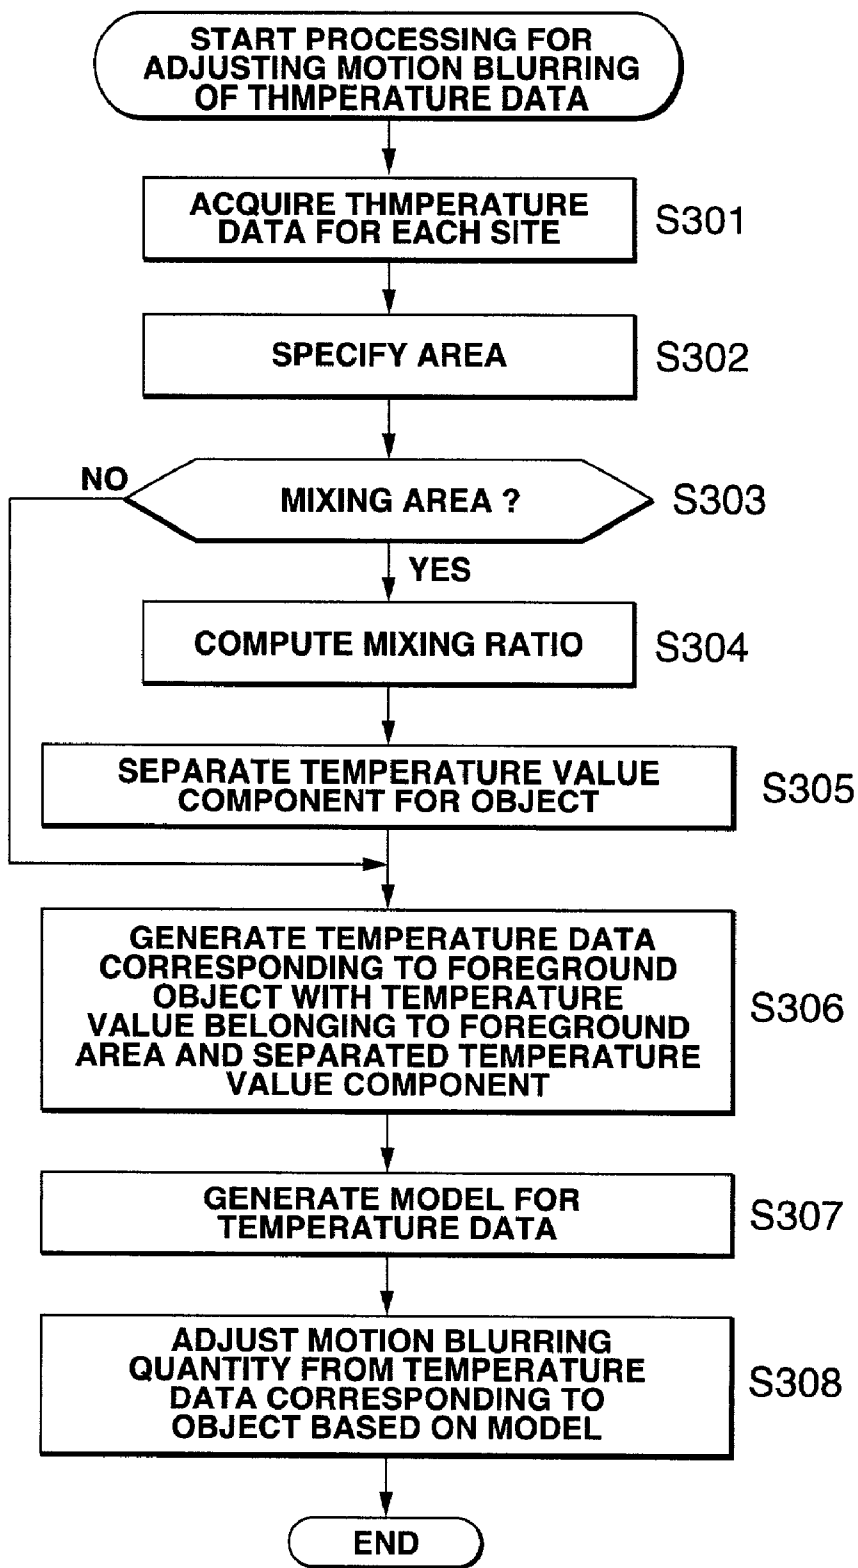 START PROCESSING FOR
ADJUSTING MOTION BLURRING
OF THMPERATURE DATA
ACQUIRE THMPERATURE
DATA FOR EACH SITE
S301
SPECIFY AREA
S302
NO
MIXING AREA ?
S303
YES
COMPUTE MIXING RATIO
S304
SEPARATE TEMPERATURE VALUE
COMPONENT FOR OBJECT
S305
GENERATE TEMPERATURE DATA
CORRESPONDING TO FOREGROUND
OBJECT WITH TEMPERATURE
VALUE BELONGING TO FOREGROUND
AREA AND SEPARATED TEMPERATURE
VALUE COMPONENT
S306
GENERATE MODEL FOR
TEMPERATURE DATA
S307
ADJUST MOTION BLURRING
QUANTITY FROM TEMPERATURE
DATA CORRESPONDING TO
OBJECT BASED ON MODEL
S308
END